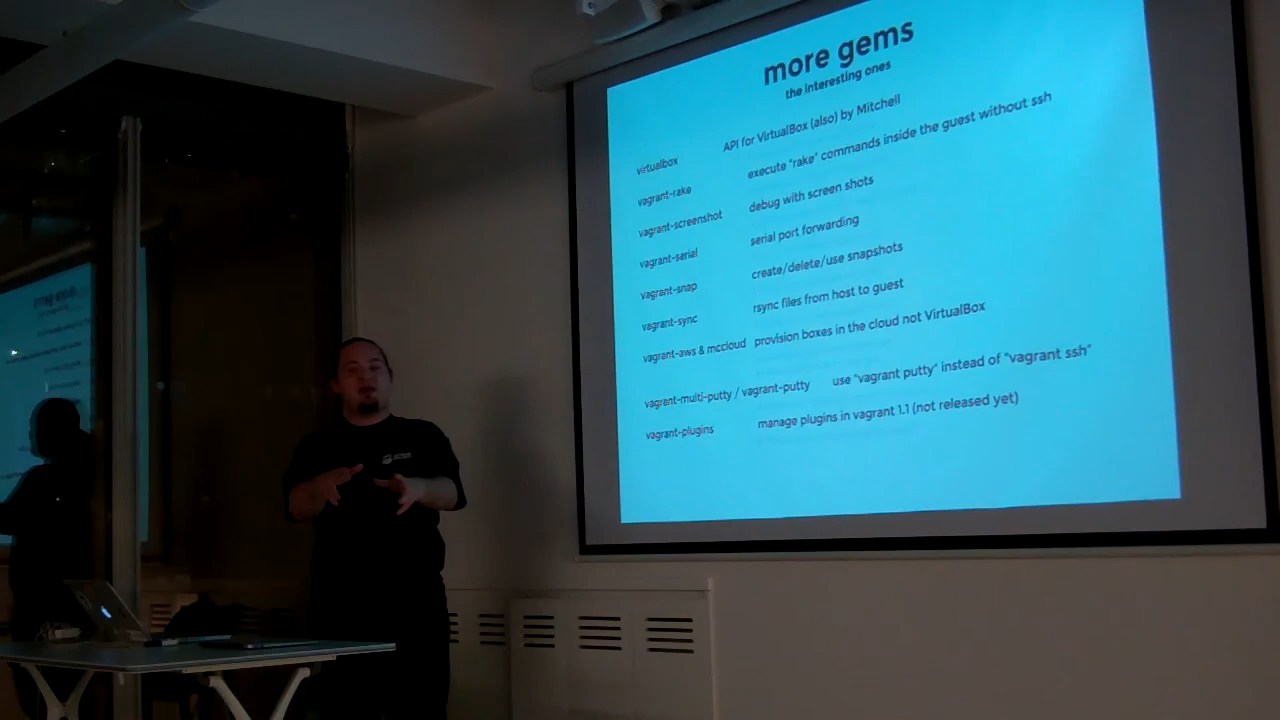 more gems
the interesting ones
virtualbox API for VirtualBox (also) by Mitchell
vagrant-rake execute "rake" commands inside the guest without ssh
vagrant-screenshot debug with screen shots
vagrant-serial serial port forwarding
vagrant-snap create/delete/use snapshots
vagrant-sync rsync files from host to guest
vagrant-aws & mccloud provision boxes in the cloud not VirtualBox
vagrant-multi-putty / vagrant-putty use "vagrant putty" instead of "vagrant ssh"
vagrant-plugins manage plugins in vagrant 1.1 (not released yet)